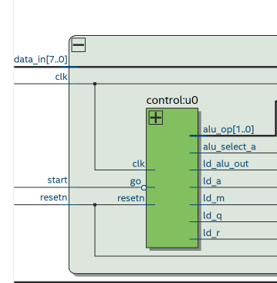 data_in[7..0]
clk
control:u0
alu_op[1..0]
alu_select_a
clk
ld_alu_out
start
go
ld_a
resetn
resetn
ld_m
ld_q
ld_r